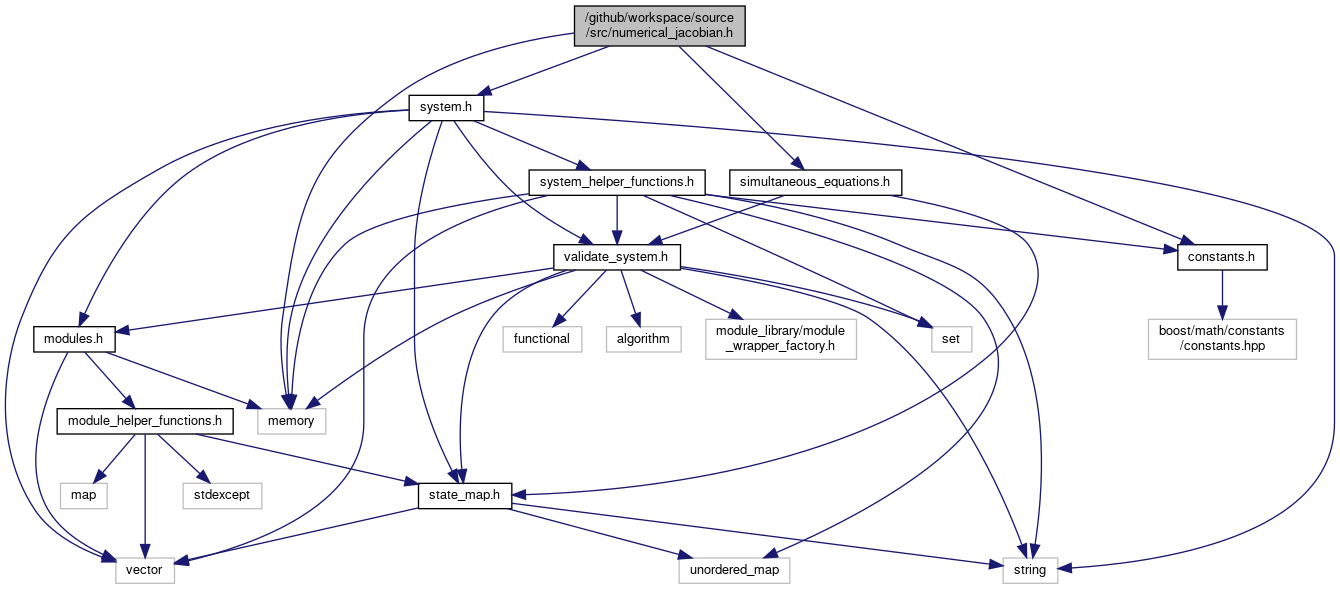 /github/workspace/source
/src/numerical_jacobian.h
system.h
system_helper_functions.h
simultaneous_equations.h
validate_system.h
constants.h
modules.h
functional
algorithm
module_library/module
_wrapper_factory.h
set
boost/math/constants
/constants.hpp
module_helper_functions.h
memory
map
stdexcept
state_map.h
vector
unordered_map
string